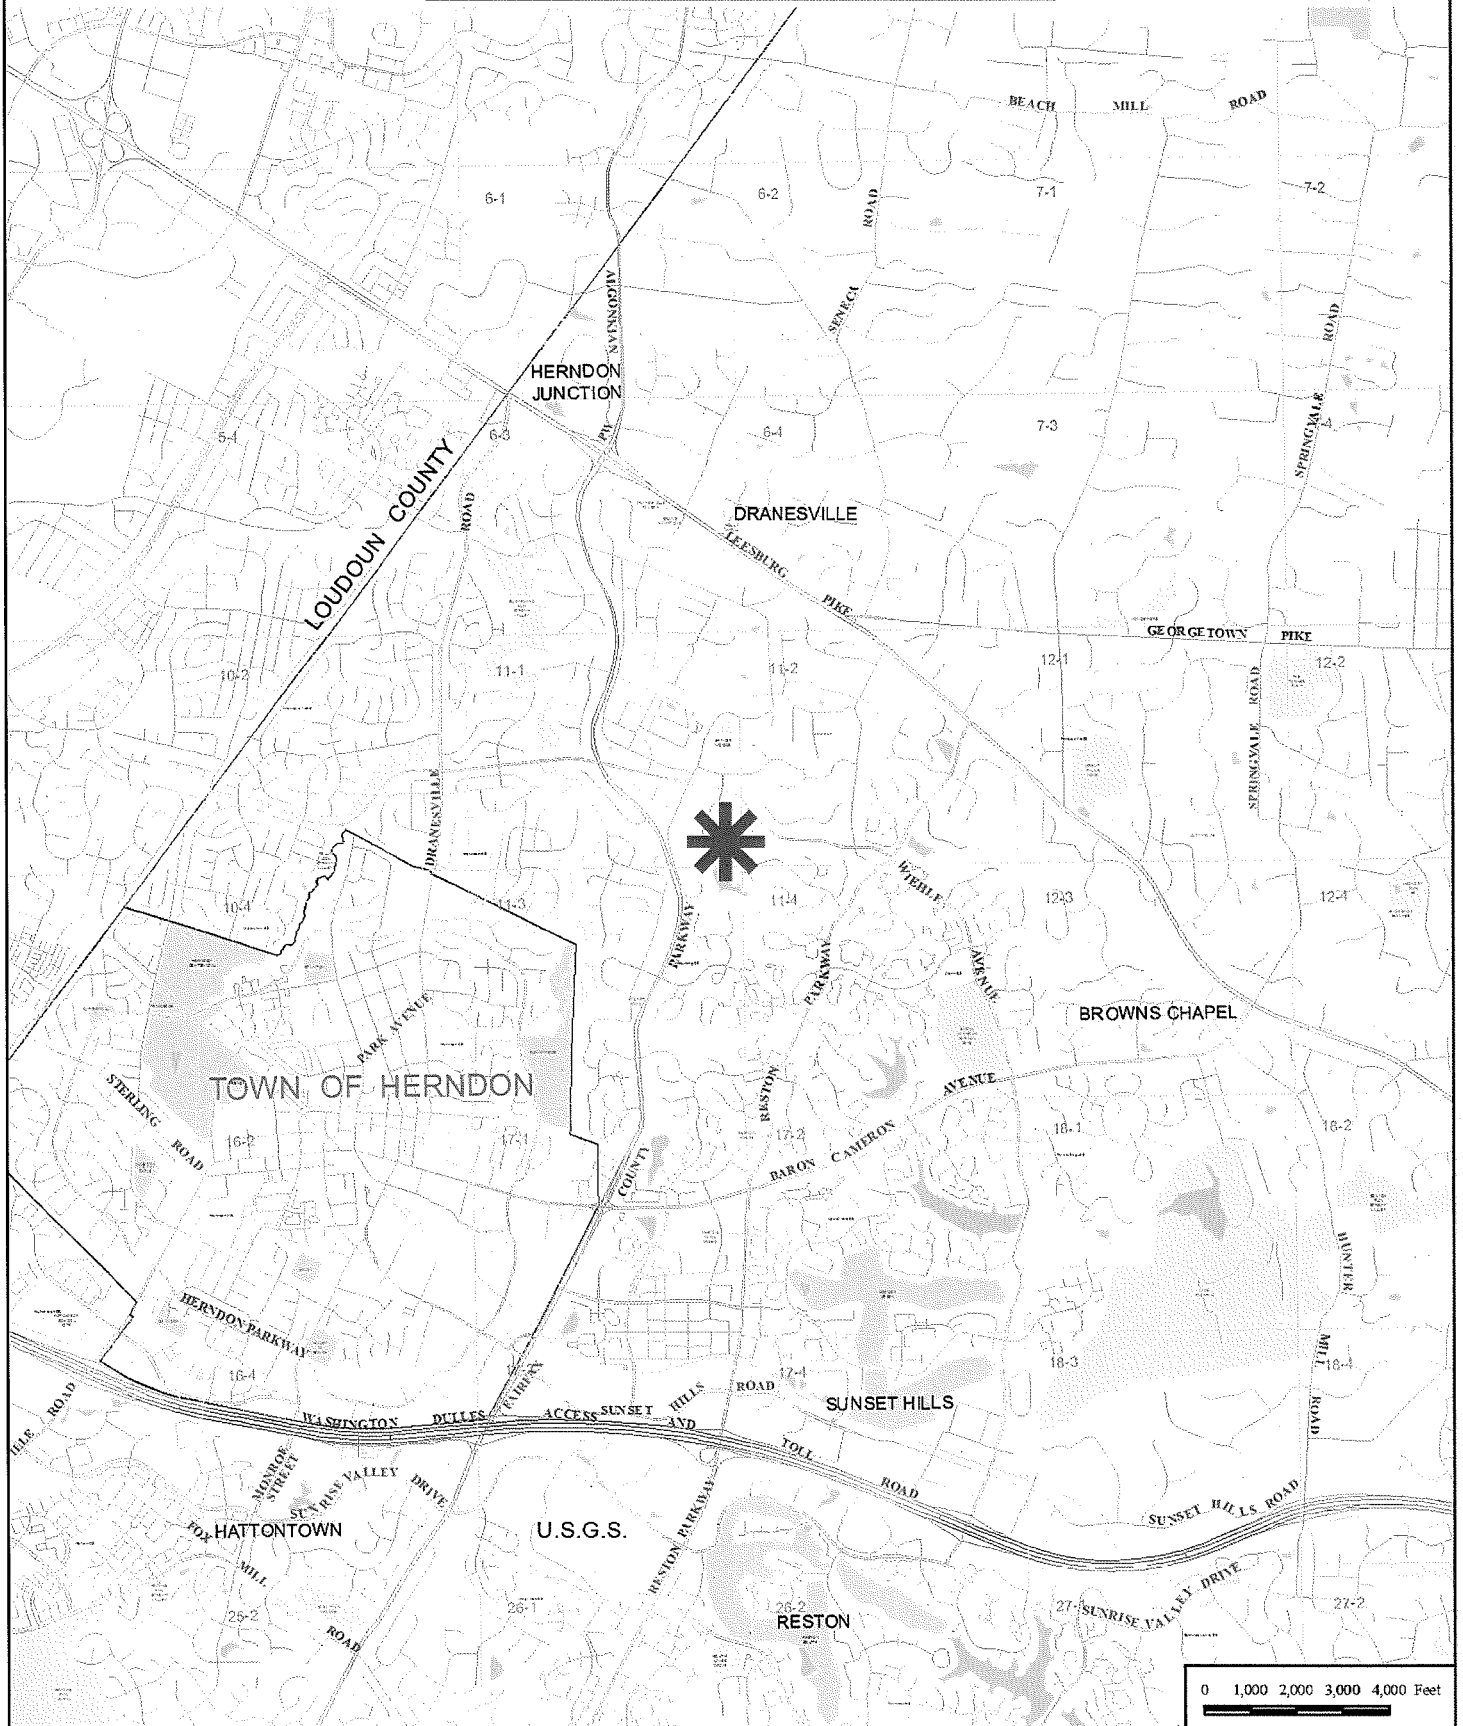 BEACH MILL ROAD
6-1
6-2
7-1
7-2
ROAD
ALGONKIAN
SENECA
ROAD
HERNDON
JUNCTION
SPRINGVALE
5-4
6-3
PW
6-4
7-3
LOUDOUN COUNTY
ROAD
DRANESVILLE
LEESBURG
PIKE
GEORGETOWN PIKE
10-2
11-1
11-2
12-1
12-2
SPRINGVALE ROAD
DRANESVILLE
WIEHLE
10-4
11-3
11-4
12-3
12-4
PARKWAY
PARKWAY
AVENUE
BROWNS CHAPEL
PARK AVENUE
TOWN OF HERNDON
RESTON
AVENUE
STERLING ROAD
16-2
17-1
17-2
18-1
18-2
BARON CAMERON
COUNTY
HUNTER
HERNDON PARKWAY
MILL
16-4
FAIRFAX
17-4
18-3
18-4
SUNSET HILLS ROAD
SUNSET HILLS
ROAD
WASHINGTON DULLES ACCESS AND
TOLL
ROAD
ROAD
MONROE
STREET
SUNRISE VALLEY DRIVE
RESTON PARKWAY
SUNSET HILLS ROAD
FOX
HATTONTOWN
U.S.G.S.
MILL
SUNRISE VALLEY DRIVE
25-2
26-1
26-2
27-2
ROAD
RESTON
0 1,000 2,000 3,000 4,000 Feet